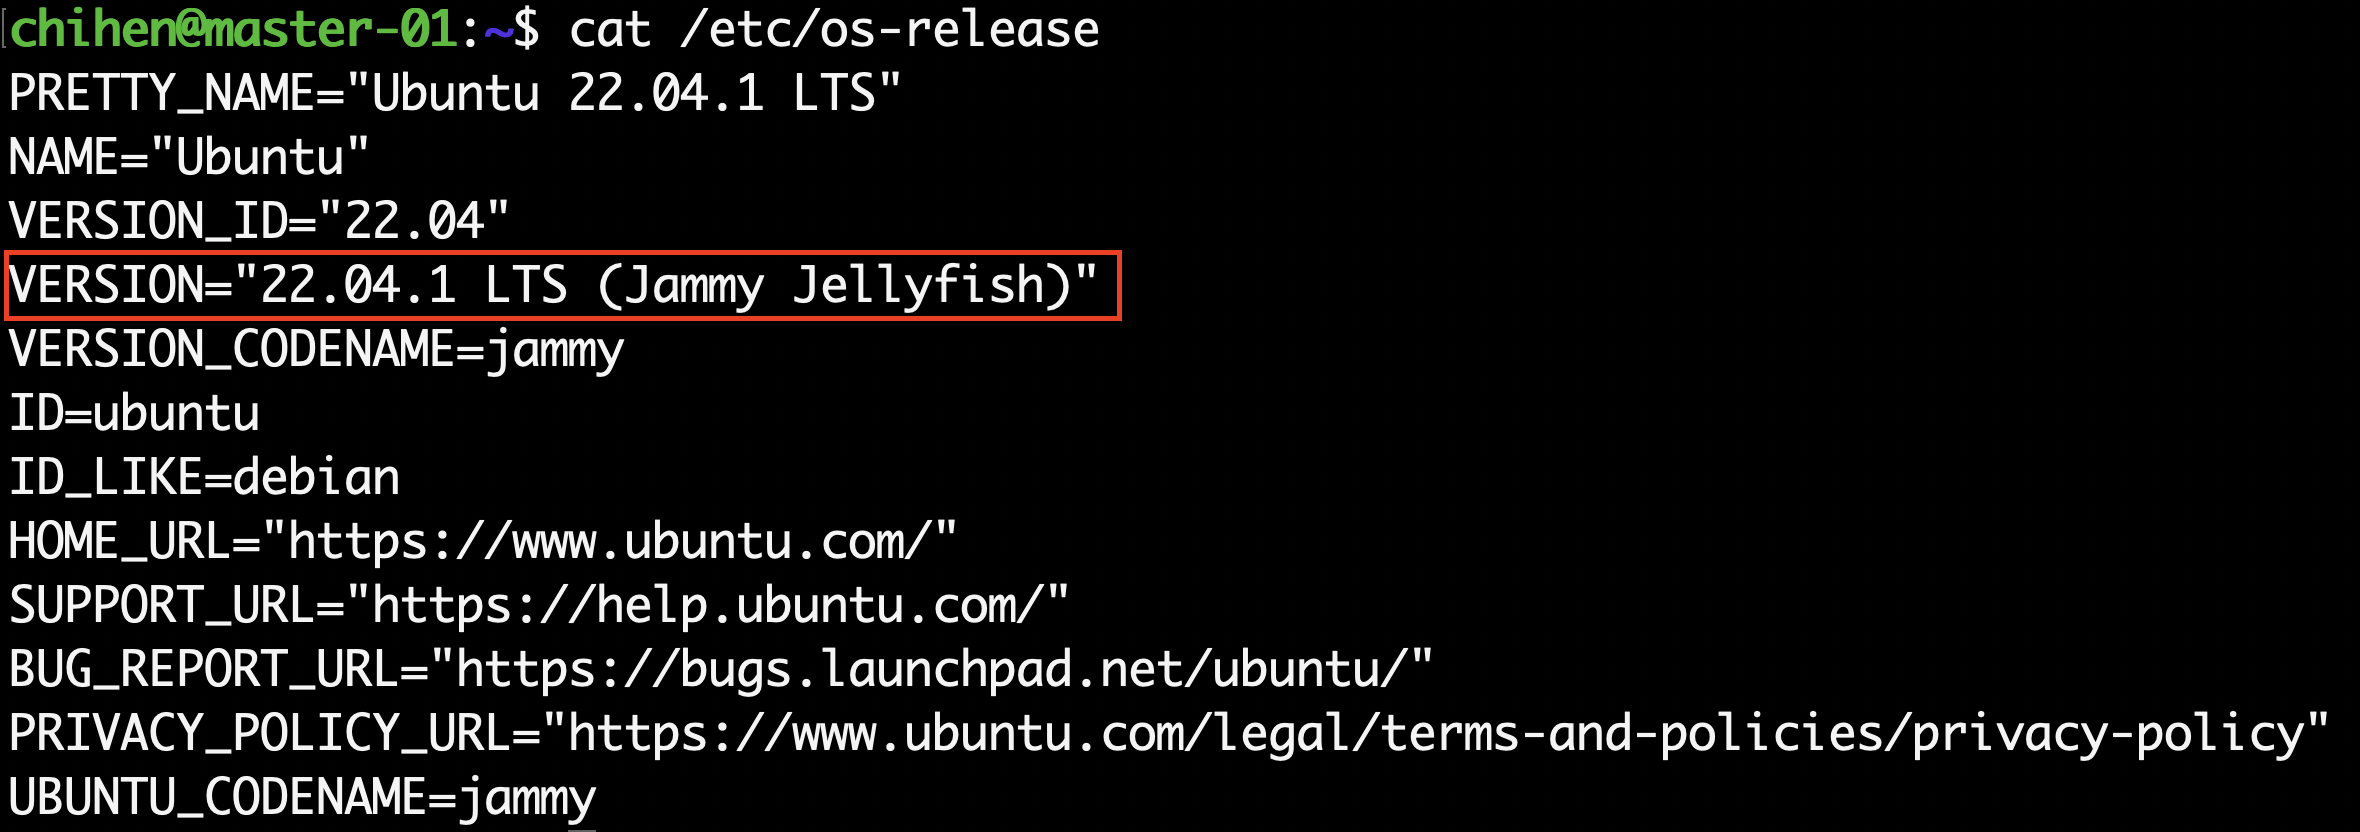 chihen@master-01:~$ cat /etc/os-release
PRETTY_NAME="Ubuntu 22.04.1 LTS"
NAME="Ubuntu"
VERSION_ID="22.04"
VERSION="22.04.1 LTS (Jammy Jellyfish)"
VERSION_CODENAME=jammy
ID=ubuntu
ID_LIKE=debian
HOME_URL="https://www.ubuntu.com/"
SUPPORT_URL="https://help.ubuntu.com/"
BUG_REPORT_URL="https://bugs.launchpad.net/ubuntu/"
PRIVACY_POLICY_URL="https://www.ubuntu.com/legal/terms-and-policies/privacy-policy"
UBUNTU_CODENAME=jammy